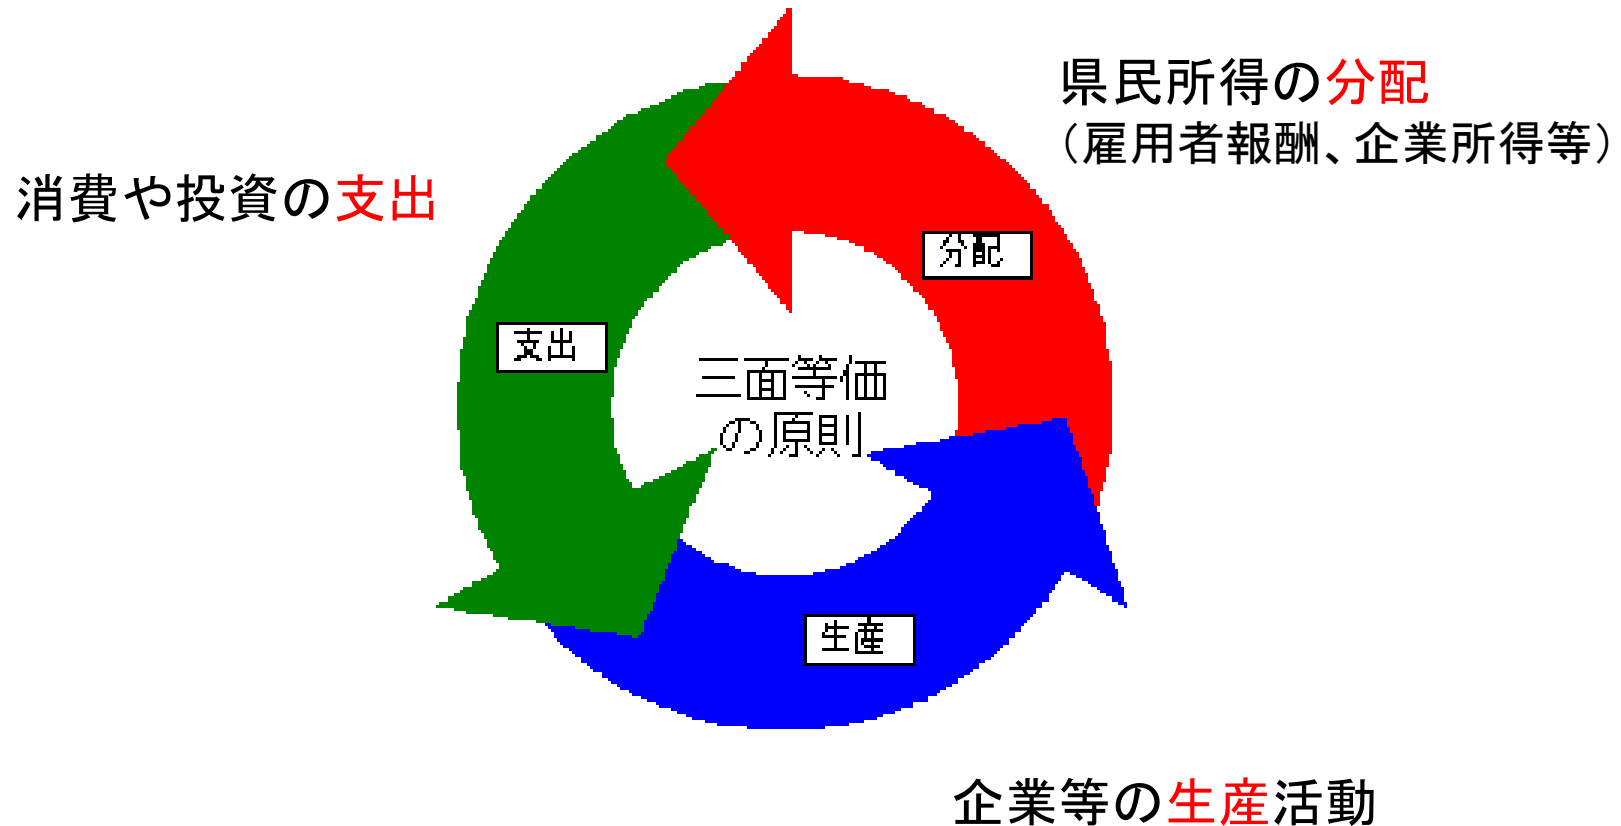 県民所得の分配
（雇用者報酬、企業所得等）
消費や投資の支出
分配
支出
三面等価
の原則
生産
企業等の生産活動